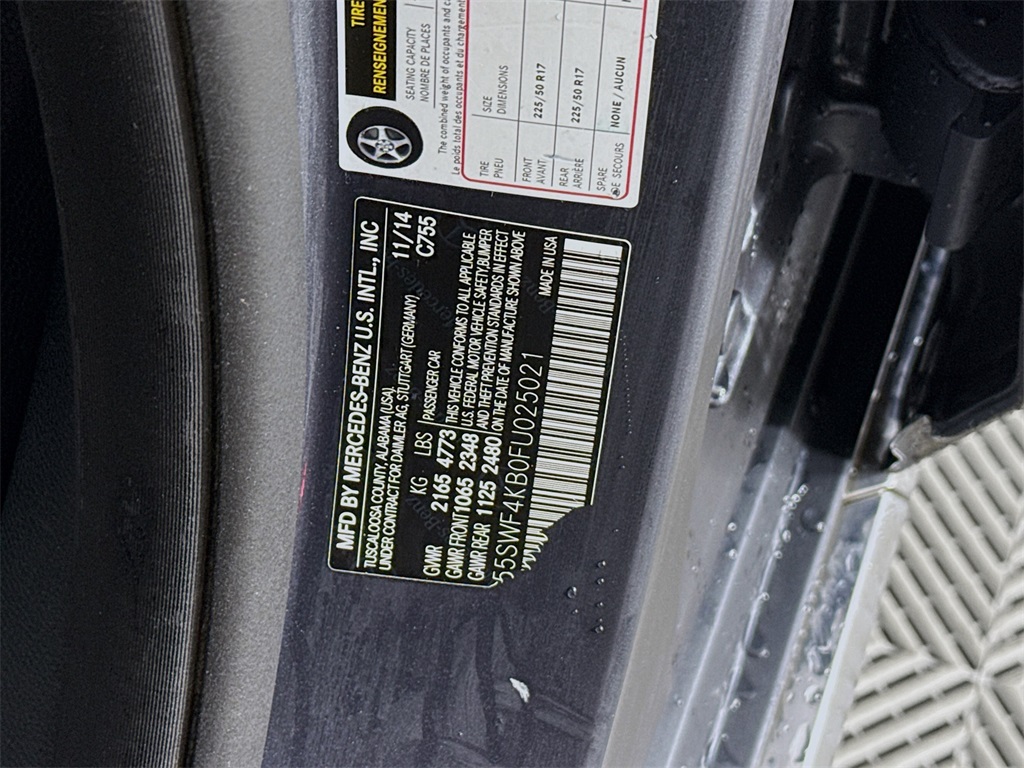 TIRE
RENSEIGNEMEN
SEATING CAPACITY
NOMBRE DE PLACES
The combined weight of occupants and
Le poids total des occupants et du chargement
TIRE SIZE
PNEU DIMENSIONS
FRONT
AVANT 225/50 R17
REAR
ARRIÈRE 225/50 R17
SPARE
DE SECOURS NONE / AUCUN
MFD BY MERCEDES-BENZ U.S. INTL., INC
TUSCALOOSA COUNTY, ALABAMA (USA) 11/14
UNDER CONTRACT FOR DAIMLER AG, STUTTGART (GERMANY) C755
KG LBS PASSENGER CAR
GVWR 2165 4773 THIS VEHICLE CONFORMS TO ALL APPLICABLE
GAWR FRONT 1065 2348 U.S. FEDERAL MOTOR VEHICLE SAFETY, BUMPER
GAWR REAR 1125 2480 AND THEFT PREVENTION STANDARDS IN EFFECT
ON THE DATE OF MANUFACTURE SHOWN ABOVE
55SWF4KB0FU025021 MADE IN USA